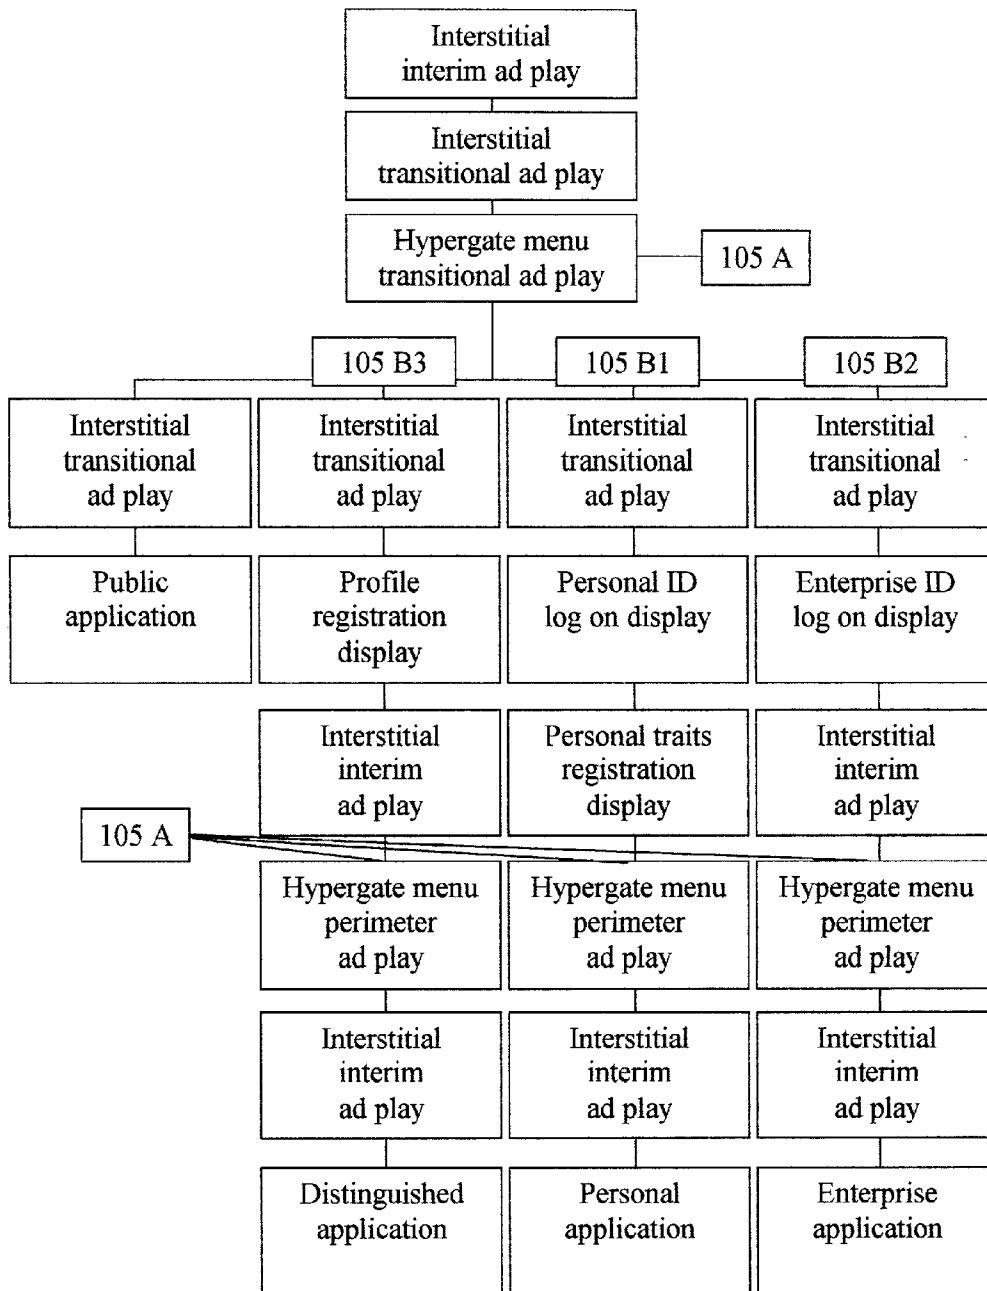 Interstitial
interim ad play
Interstitial
transitional ad play
Hypergate menu
transitional ad play
105 A
105 B3
105 B1
105 B2
Interstitial
transitional
ad play
Interstitial
transitional
ad play
Interstitial
transitional
ad play
Interstitial
transitional
ad play
Public
application
Profile
registration
display
Personal ID
log on display
Enterprise ID
log on display
Interstitial
interim
ad play
Personal traits
registration
display
Interstitial
interim
ad play
105 A
Hypergate menu
perimeter
ad play
Hypergate menu
perimeter
ad play
Hypergate menu
perimeter
ad play
Interstitial
interim
ad play
Interstitial
interim
ad play
Interstitial
interim
ad play
Distinguished
application
Personal
application
Enterprise
application